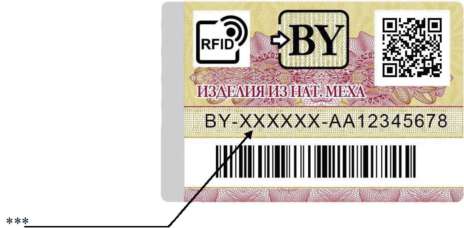 RFID
BY
ИЗДЕЛИЯ ИЗ НАТ. МЕХА
BY-XXXXXX-AA12345678
***